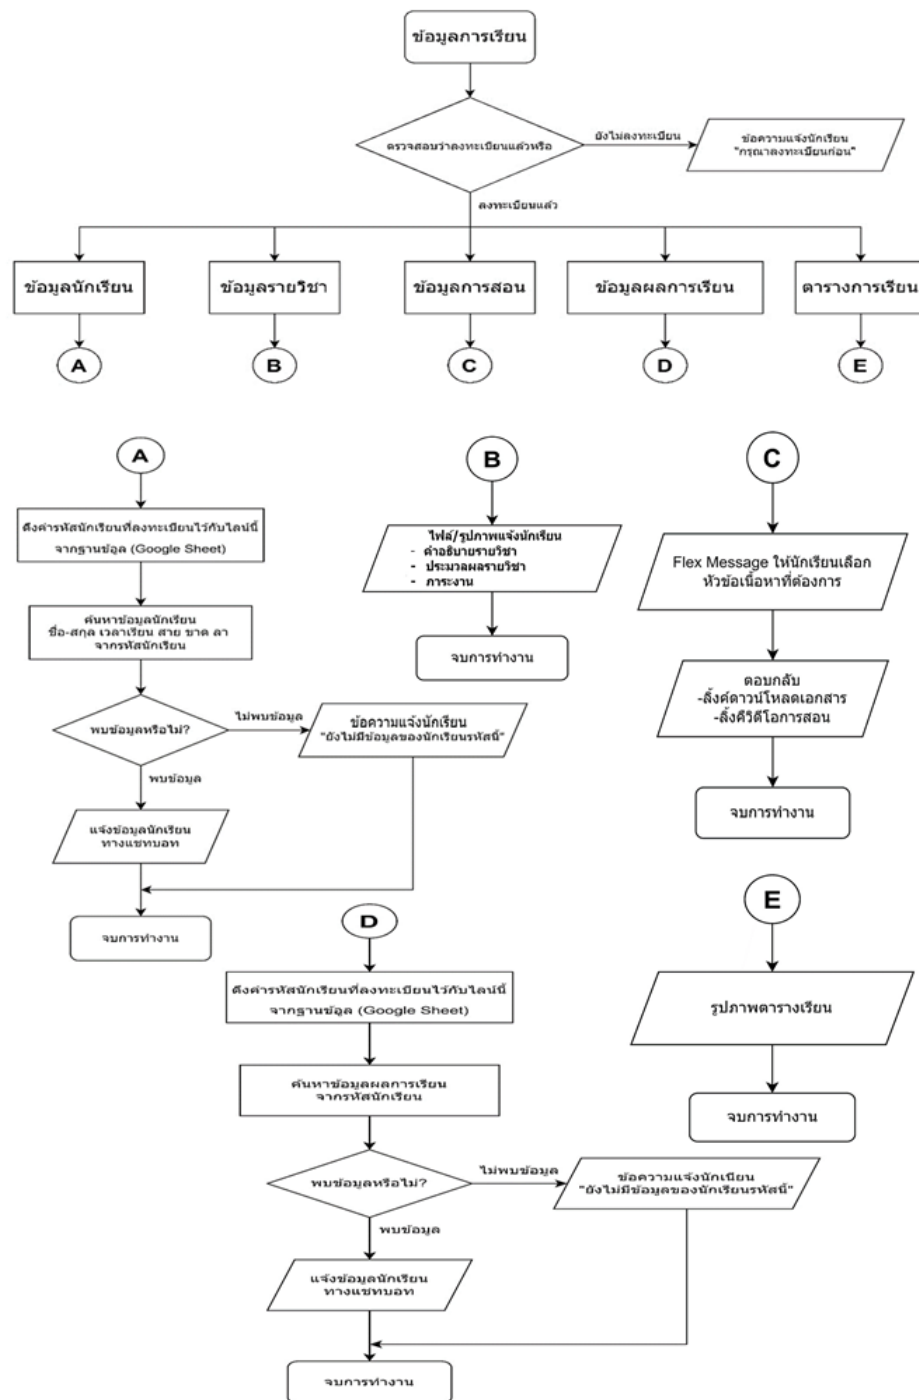 ข้อมูลการเรียน
ตรวจสอบว่าลงทะเบียนแล้วหรือ
ยังไม่ลงทะเบียน
ข้อความแจ้งนักเรียน
"กรุณาลงทะเบียนก่อน"
ลงทะเบียนแล้ว
ข้อมูลนักเรียน
ข้อมูลรายวิชา
ข้อมูลการสอน
ข้อมูลผลการเรียน
ตารางการเรียน
A
B
C
D
E
A
ดึงค่ารหัสนักเรียนที่ลงทะเบียนไว้กับไลน์นี้
จากฐานข้อูล (Google Sheet)
ค้นหาข้อมูลนักเรียน
ชื่อ-สกุล เวลาเรียน สาย ขาด ลา
จากรหัสนักเรียน
พบข้อมูลหรือไม่?
ไม่พบข้อมูล
ข้อความแจ้งนักเรียน
"ยังไม่มีข้อมูลของนักเรียนรหัสนี้"
พบข้อมูล
แจ้งข้อมูลนักเรียน
ทางแชทบอท
จบการทำงาน
B
ไฟล์/รูปภาพแจ้งนักเรียน
- คำอธิบายรายวิชา
- ประมวลผลรายวิชา
- ภาระงาน
จบการทำงาน
C
Flex Message ให้นักเรียนเลือก
หัวข้อเนื้อหาที่ต้องการ
ตอบกลับ
-ลิ้งค์ดาวน์โหลดเอกสาร
-ลิ้งค์วิดีโอการสอน
จบการทำงาน
D
ดึงค่ารหัสนักเรียนที่ลงทะเบียนไว้กับไลน์นี้
จากฐานข้อูล (Google Sheet)
ค้นหาข้อมูลผลการเรียน
จากรหัสนักเรียน
พบข้อมูลหรือไม่?
ไม่พบข้อมูล
ข้อความแจ้งนักเนียน
"ยังไม่มีข้อมูลของนักเรียนรหัสนี้"
พบข้อมูล
แจ้งข้อมูลนักเรียน
ทางแชทบอท
จบการทำงาน
E
รูปภาพตารางเรียน
จบการทำงาน